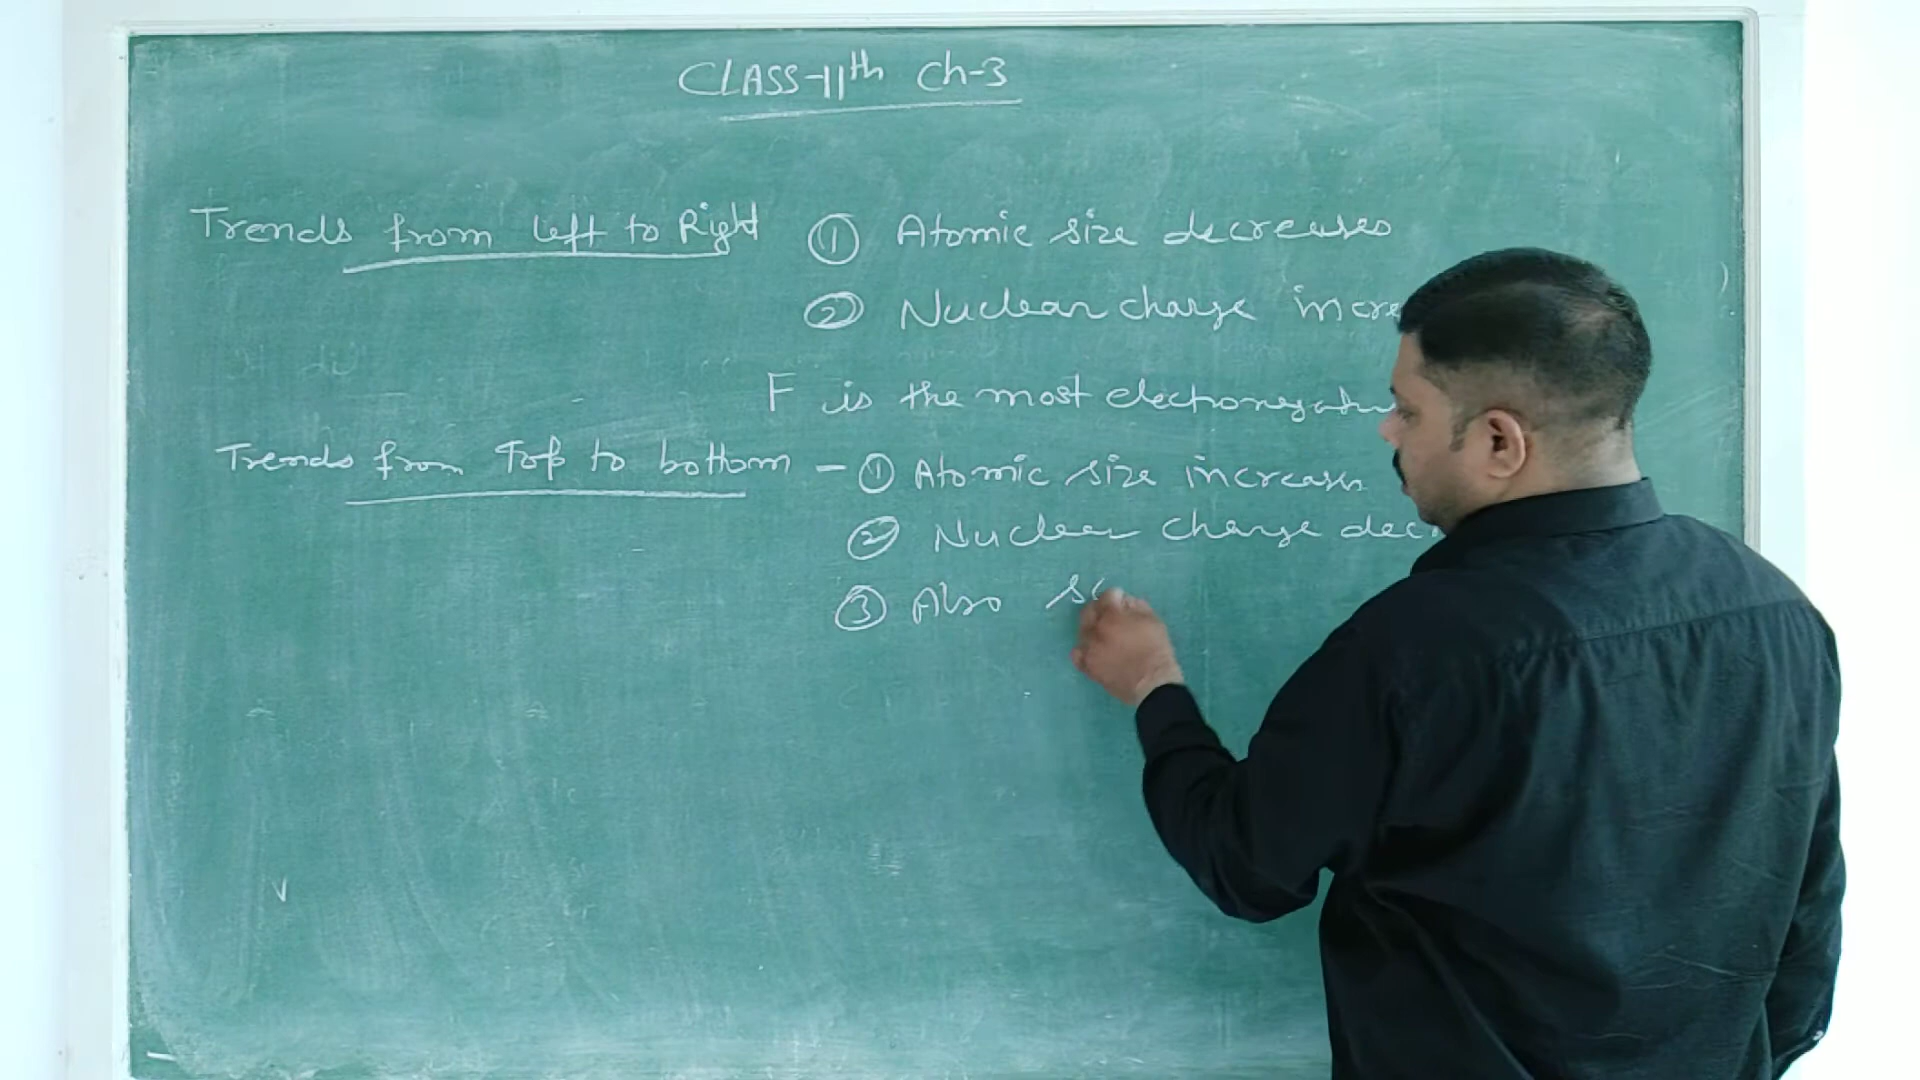 CLASS-11th Ch-3
Trends from left to Right ① Atomic size decreases
② Nuclear charge incre
F is the most electronegativ
Trends from Top to bottom - ① Atomic size increases
② Nuclear charge dec
③ Also